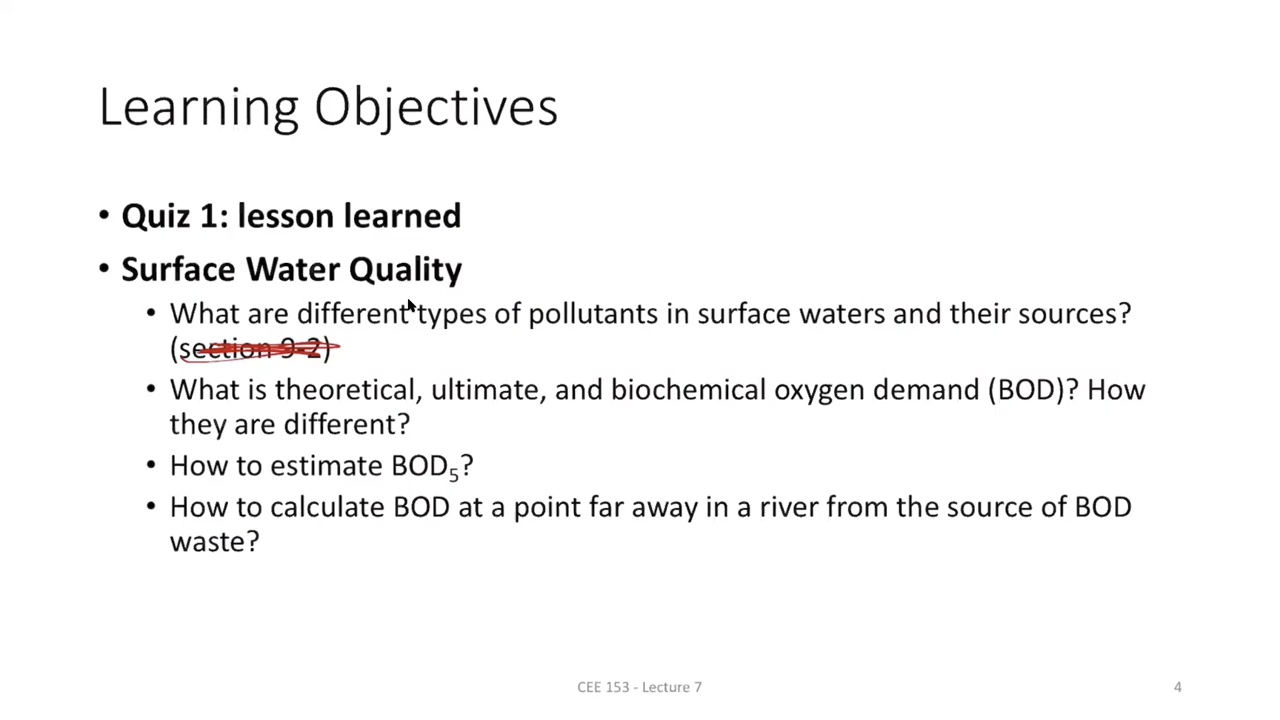 Learning Objectives
• Quiz 1: lesson learned
• Surface Water Quality
• What are different types of pollutants in surface waters and their sources?
(section 9-2)
• What is theoretical, ultimate, and biochemical oxygen demand (BOD)? How
they are different?
• How to estimate BOD₅?
• How to calculate BOD at a point far away in a river from the source of BOD
waste?
CEE 153 - Lecture 7
4